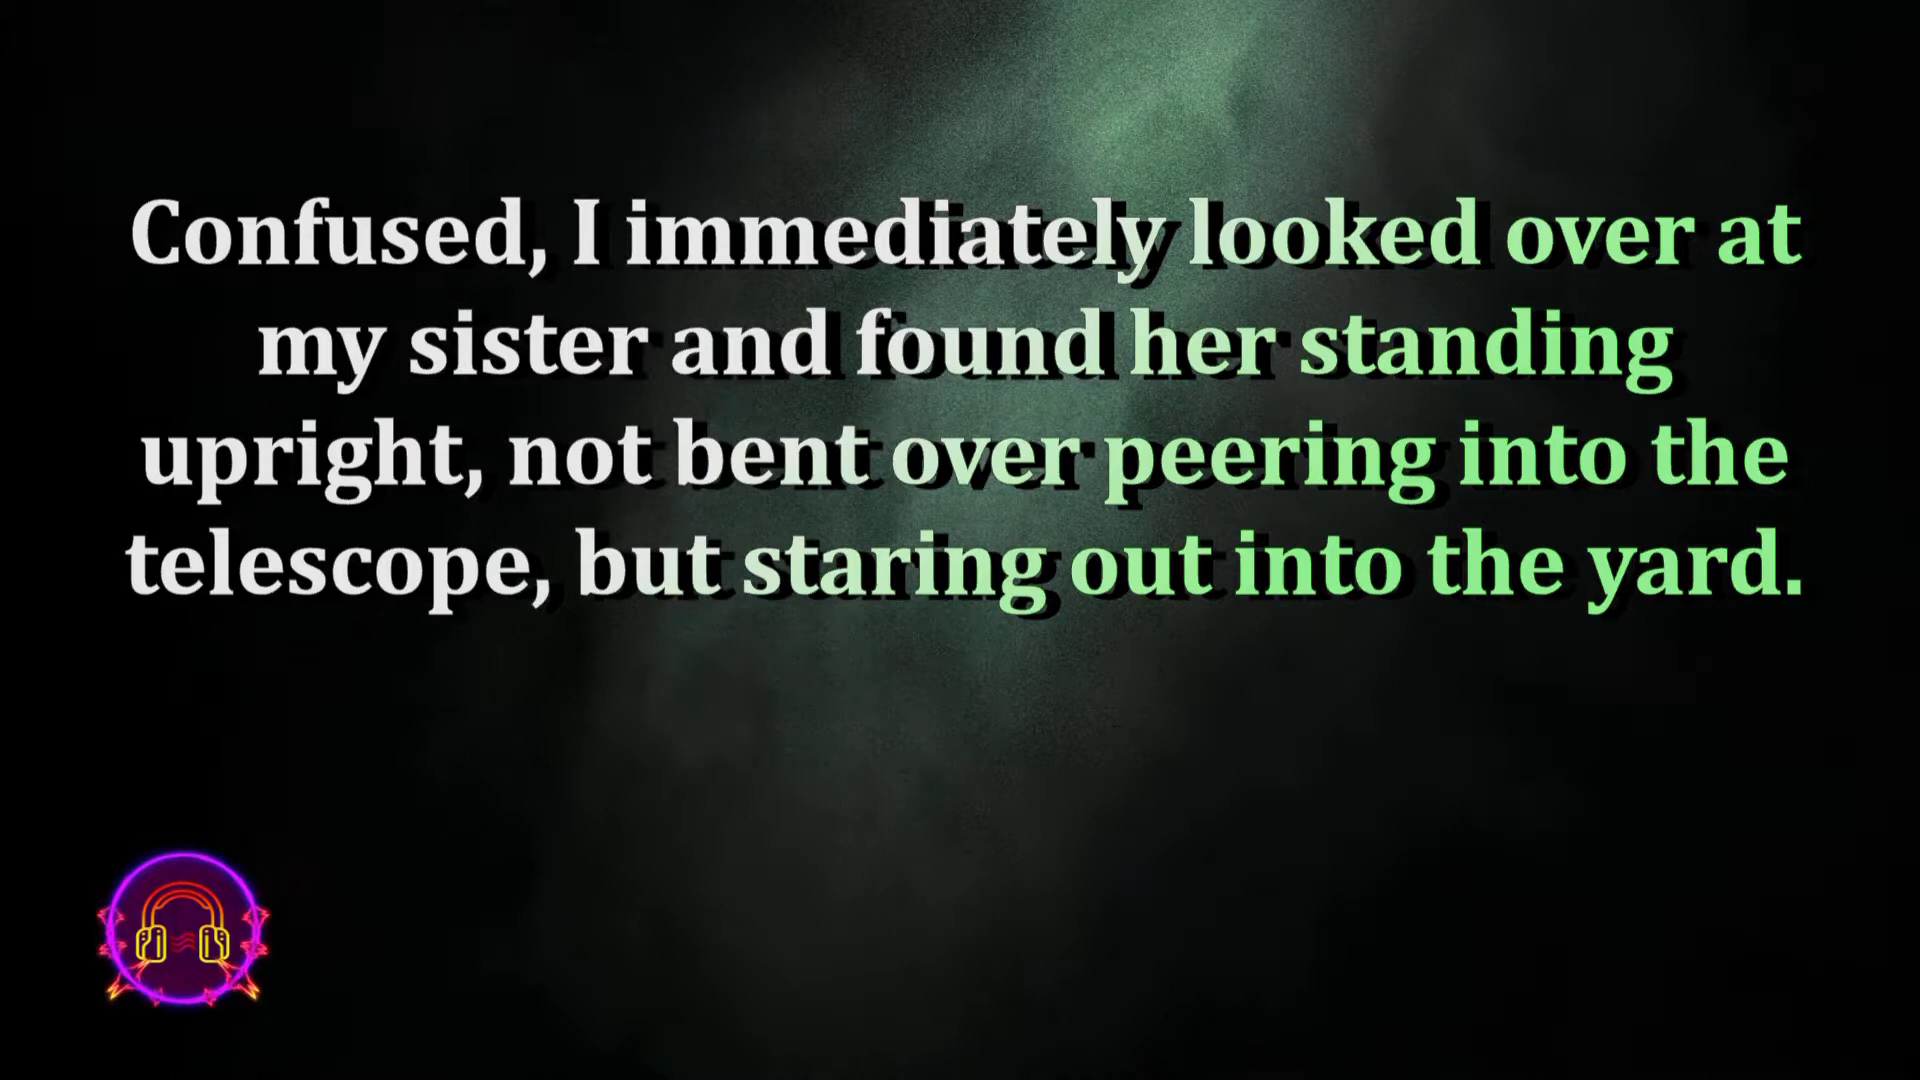 Confused, I immediately looked over at
my sister and found her standing
upright, not bent over peering into the
telescope, but staring out into the yard.